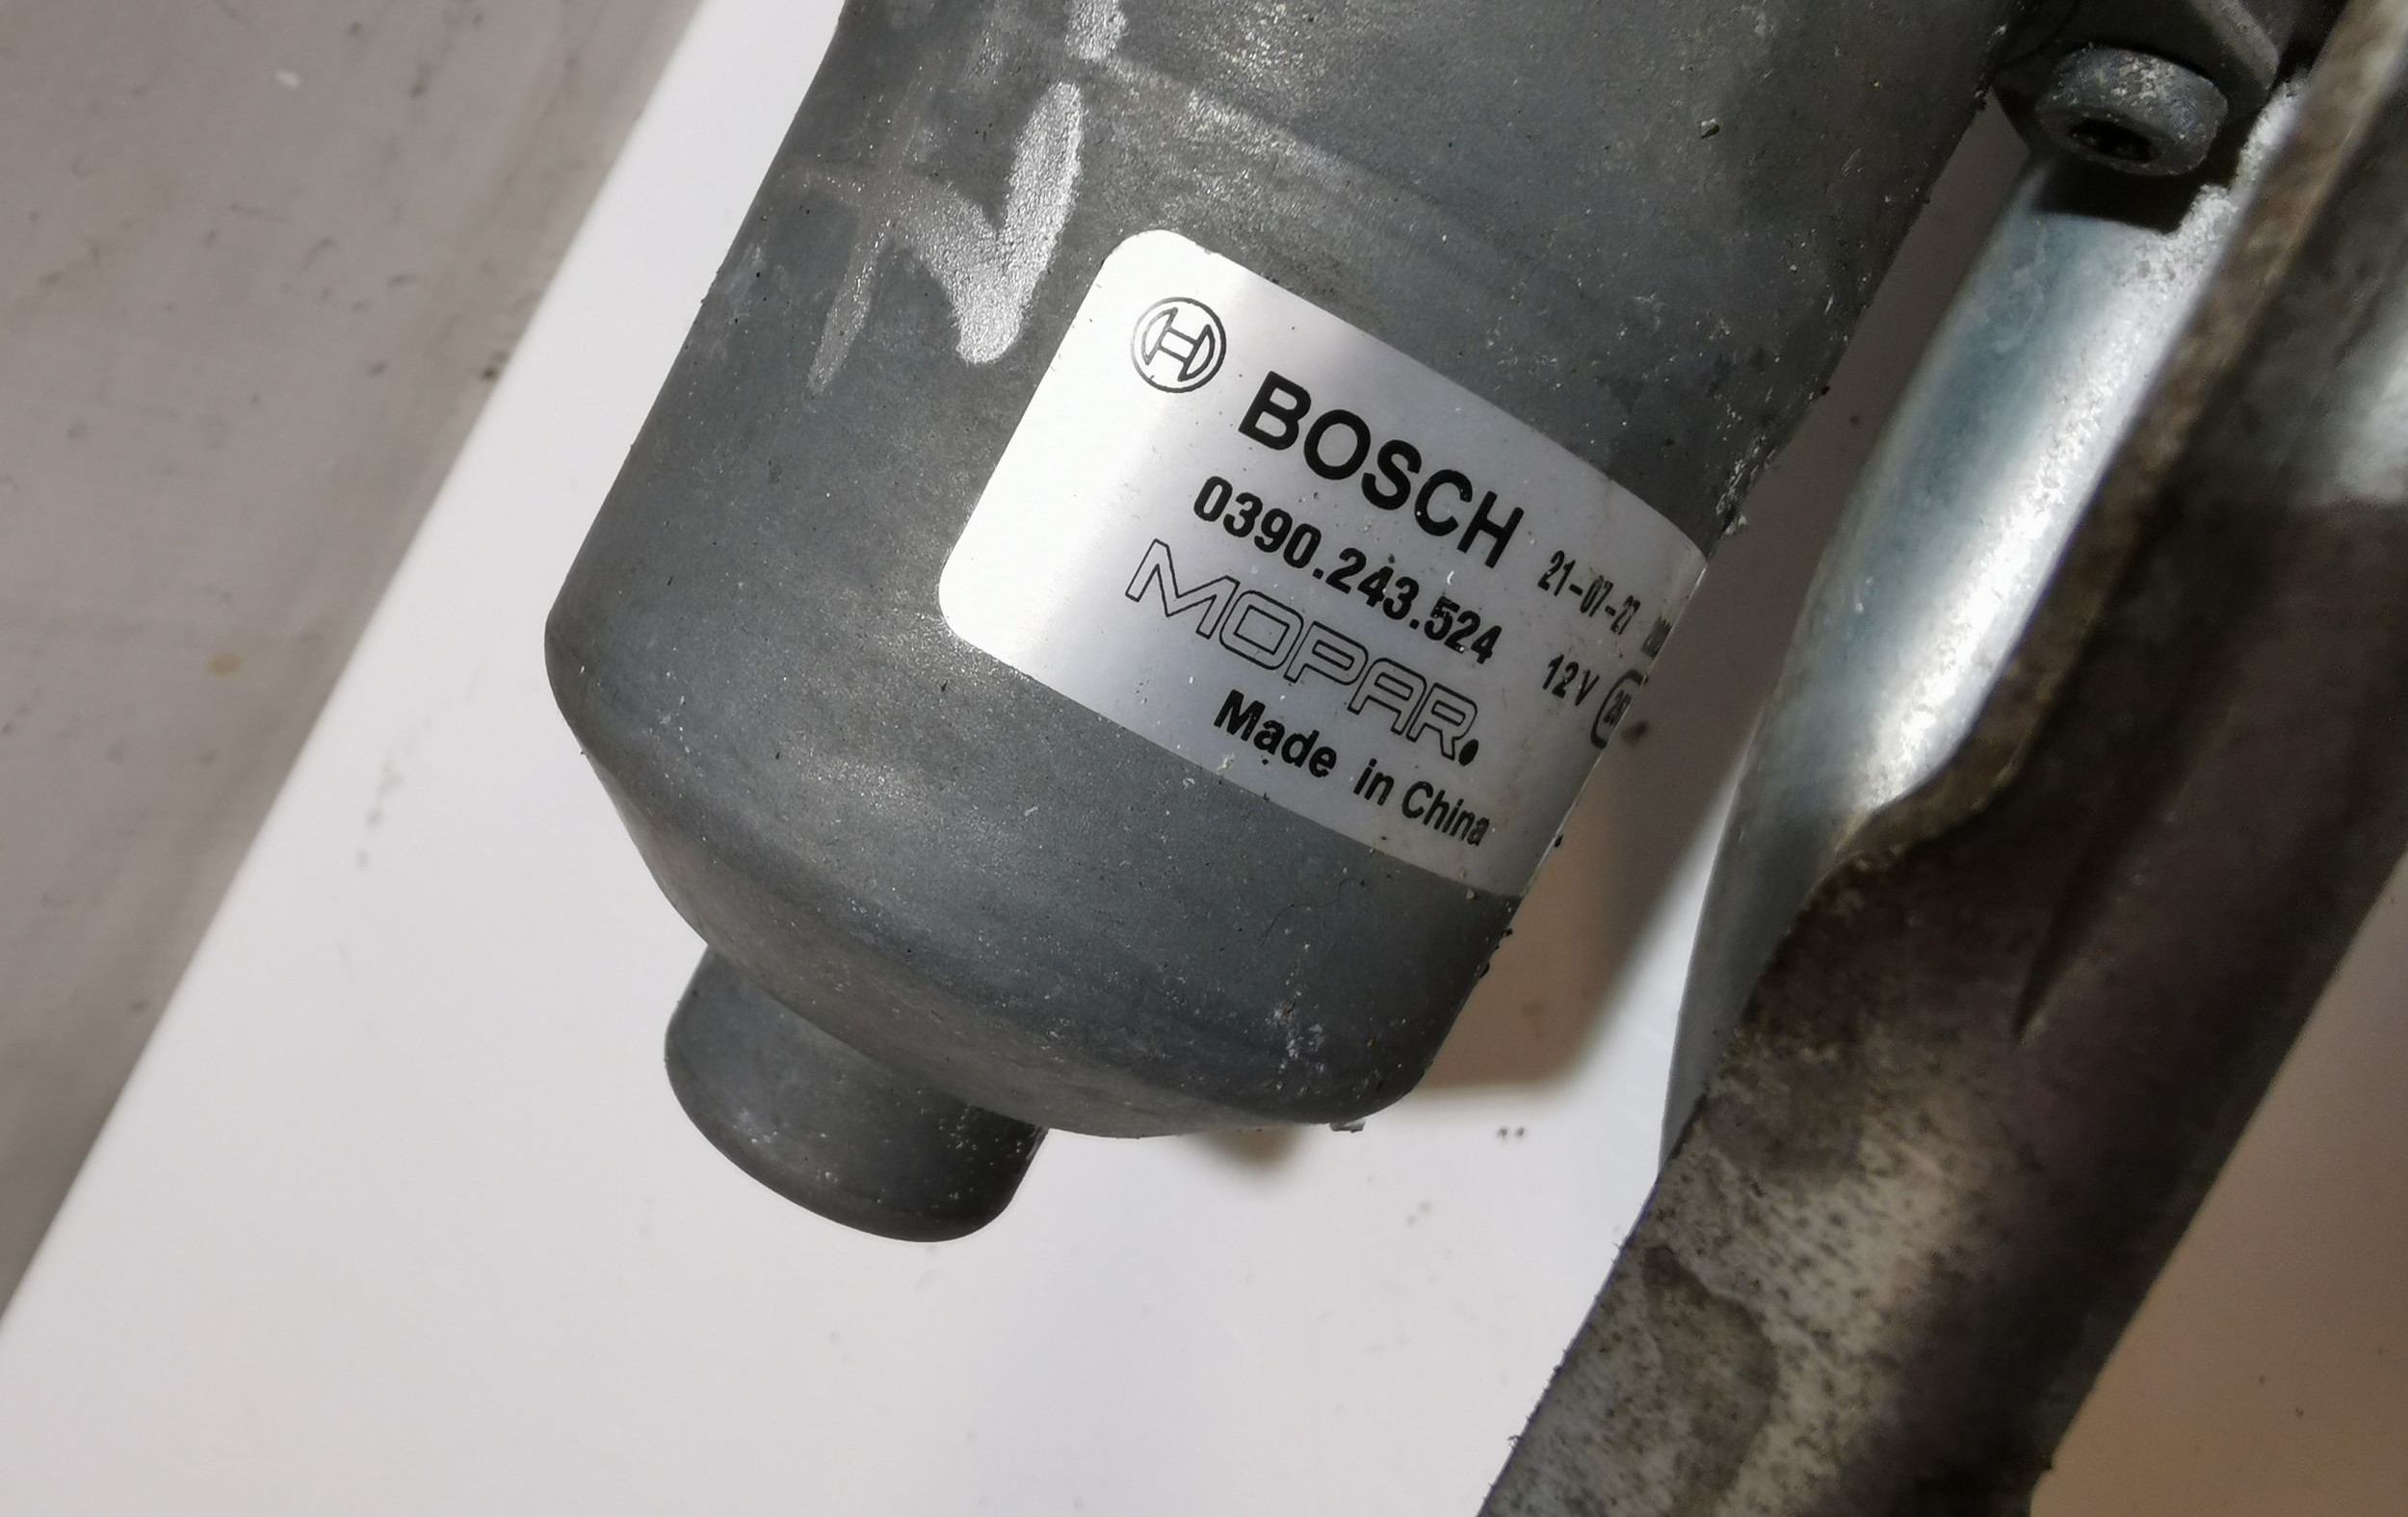 BOSCH
21-07-27
0390.243.524
12V
MOPAR
Made in China